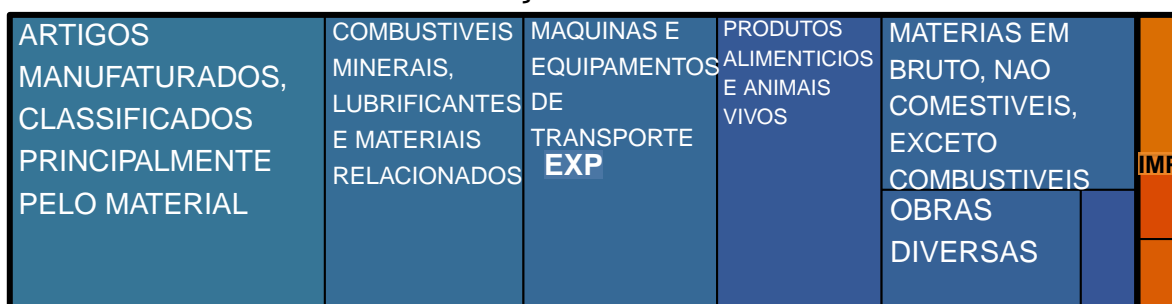 ARTIGOS
MANUFATURADOS,
CLASSIFICADOS
PRINCIPALMENTE
PELO MATERIAL
COMBUSTIVEIS
MINERAIS,
LUBRIFICANTES
E MATERIAIS
RELACIONADOS
MAQUINAS E
EQUIPAMENTOS
DE
TRANSPORTE
EXP
PRODUTOS
ALIMENTICIOS
E ANIMAIS
VIVOS
MATERIAS EM
BRUTO, NAO
COMESTIVEIS,
EXCETO
COMBUSTIVEIS
OBRAS
DIVERSAS